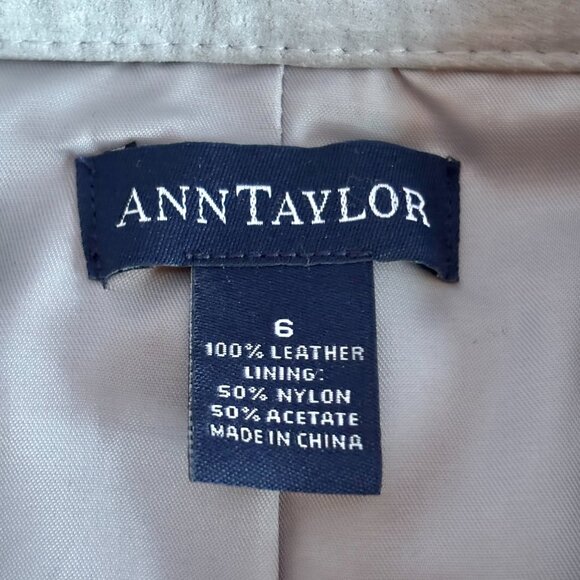 ANNTAYLOR
6
100% LEATHER
LINING:
50% NYLON
50% ACETATE
MADE IN CHINA